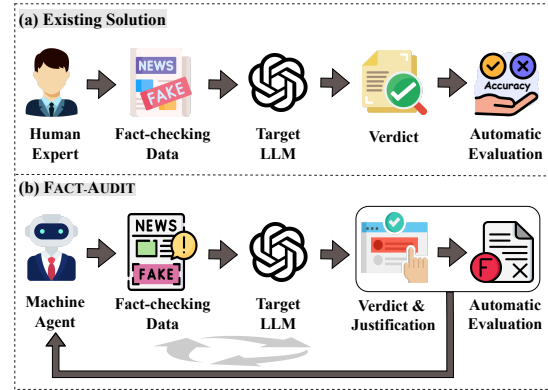 (a) EXISTING SOLUTION
NEWS
FAKE
Accuracy
Human
Expert
Fact-checking
Data
Target
LLM
Verdict
Automatic
Evaluation
(b) FACT-AUDIT
NEWS
FAKE
F
Machine
Agent
Fact-checking
Data
Target
LLM
Verdict &
Justification
Automatic
Evaluation